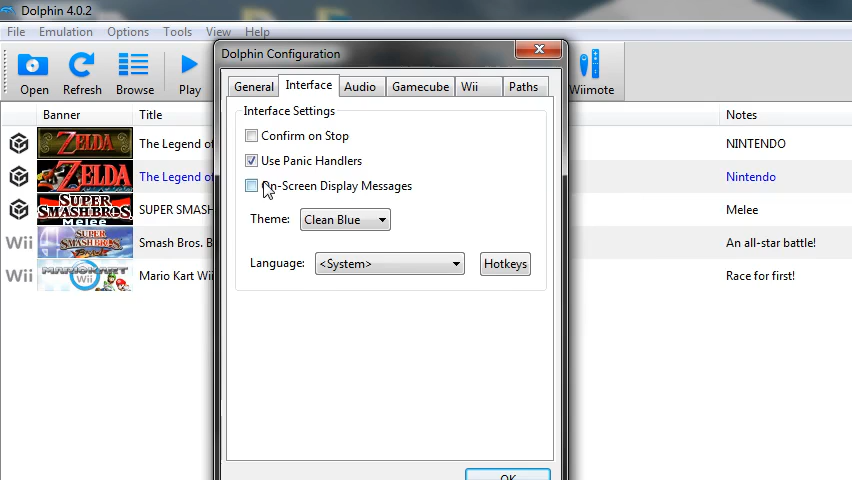 Dolphin 4.0.2
File Emulation Options Tools View Help
Dolphin Configuration
Open Refresh Browse Play Wiimote
General Interface Audio Gamecube Wii Paths
Banner Title Notes
Interface Settings
Confirm on Stop
Use Panic Handlers
On-Screen Display Messages
Theme: Clean Blue
Language: <System> Hotkeys
OK
ZELDA The Legend of NINTENDO
ZELDA The Legend of Nintendo
SUPER SMASH BROS. Melee SUPER SMASH Melee
Wii SMASH BROS. Smash Bros. B An all-star battle!
Wii MARIOKART Wii Mario Kart Wii Race for first!